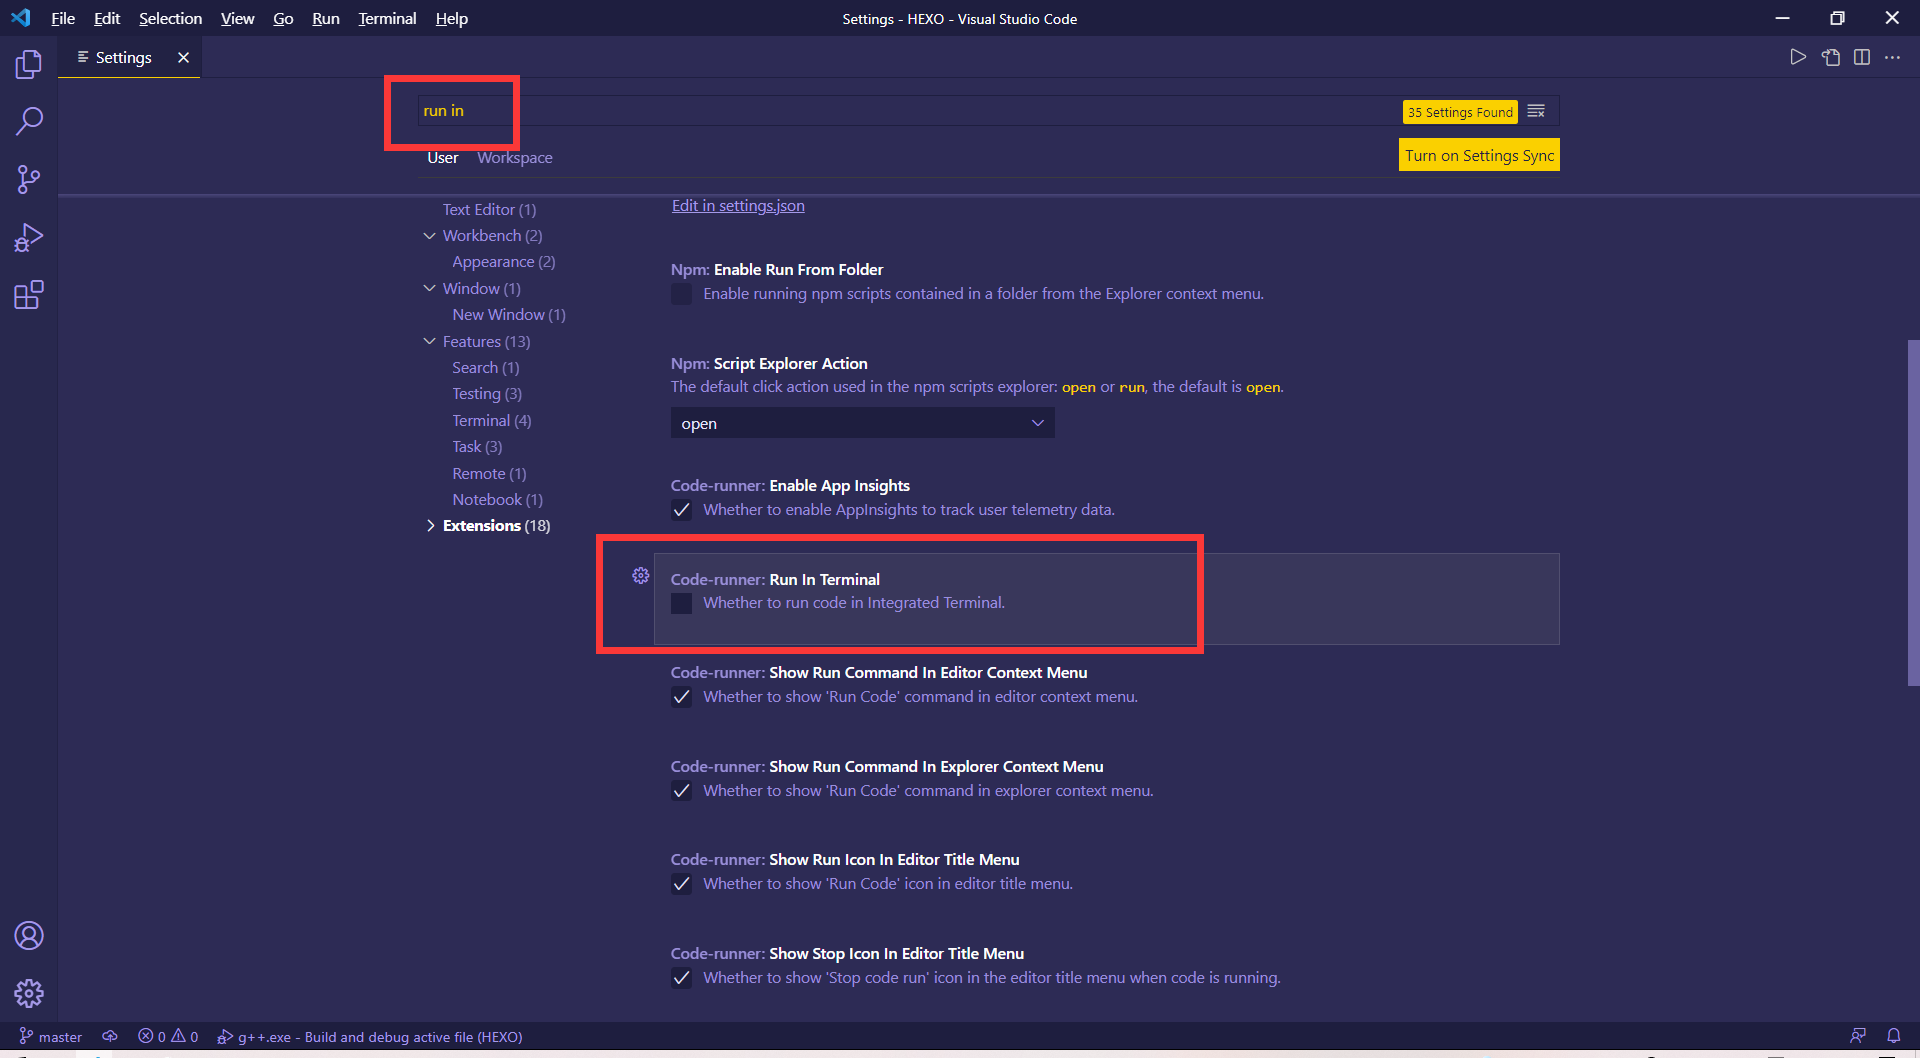 File Edit Selection View Go Run Terminal Help
Settings - HEXO - Visual Studio Code
Settings
run in
35 Settings Found
User Workspace
Turn on Settings Sync
Text Editor (1)
Workbench (2)
Appearance (2)
Window (1)
New Window (1)
Features (13)
Search (1)
Testing (3)
Terminal (4)
Task (3)
Remote (1)
Notebook (1)
Extensions (18)
Edit in settings.json
Npm: Enable Run From Folder
Enable running npm scripts contained in a folder from the Explorer context menu.
Npm: Script Explorer Action
The default click action used in the npm scripts explorer: open or run, the default is open.
open
Code-runner: Enable App Insights
Whether to enable AppInsights to track user telemetry data.
Code-runner: Run In Terminal
Whether to run code in Integrated Terminal.
Code-runner: Show Run Command In Editor Context Menu
Whether to show 'Run Code' command in editor context menu.
Code-runner: Show Run Command In Explorer Context Menu
Whether to show 'Run Code' command in explorer context menu.
Code-runner: Show Run Icon In Editor Title Menu
Whether to show 'Run Code' icon in editor title menu.
Code-runner: Show Stop Icon In Editor Title Menu
Whether to show 'Stop code run' icon in the editor title menu when code is running.
master 0 0 g++.exe - Build and debug active file (HEXO)